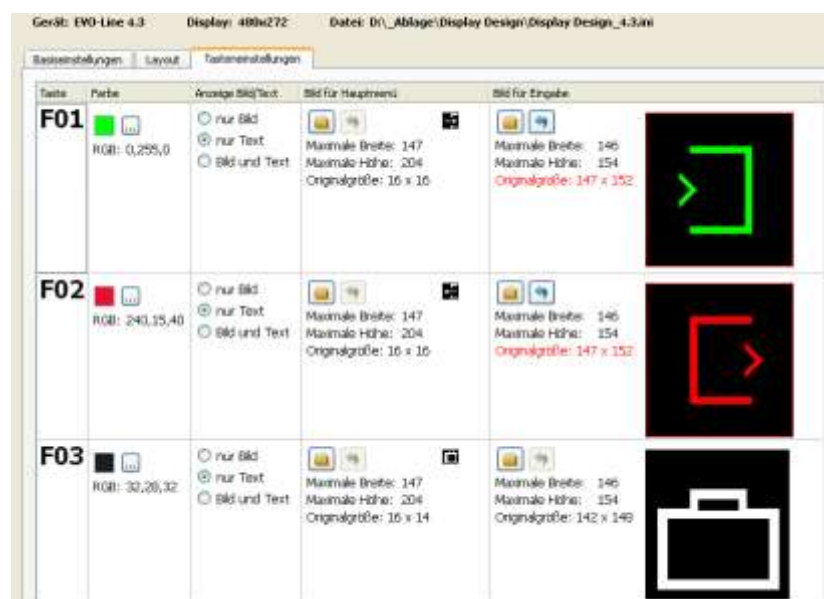 Gerät: EVO-Line 4.3 Display: 480x272 Datei: D:\_Ablage\Display Design\Display Design_4.3.ini
Basiseinstellungen Layout Tasteneinstellungen
Taste Farbe Anzeige Bild/Text Bild für Hauptmenü Bild für Eingabe
F01 ... nur Bild
nur Text Maximale Breite: 147 Maximale Breite: 146
RGB: 0,255,0 Bild und Text Maximale Höhe: 204 Maximale Höhe: 154
Originalgröße: 16 x 16 Originalgröße: 147 x 152
F02 ... nur Bild
nur Text Maximale Breite: 147 Maximale Breite: 146
RGB: 240,15,40 Bild und Text Maximale Höhe: 204 Maximale Höhe: 154
Originalgröße: 16 x 16 Originalgröße: 147 x 152
F03 ... nur Bild
nur Text Maximale Breite: 147 Maximale Breite: 146
RGB: 32,28,32 Bild und Text Maximale Höhe: 204 Maximale Höhe: 154
Originalgröße: 16 x 14 Originalgröße: 142 x 149